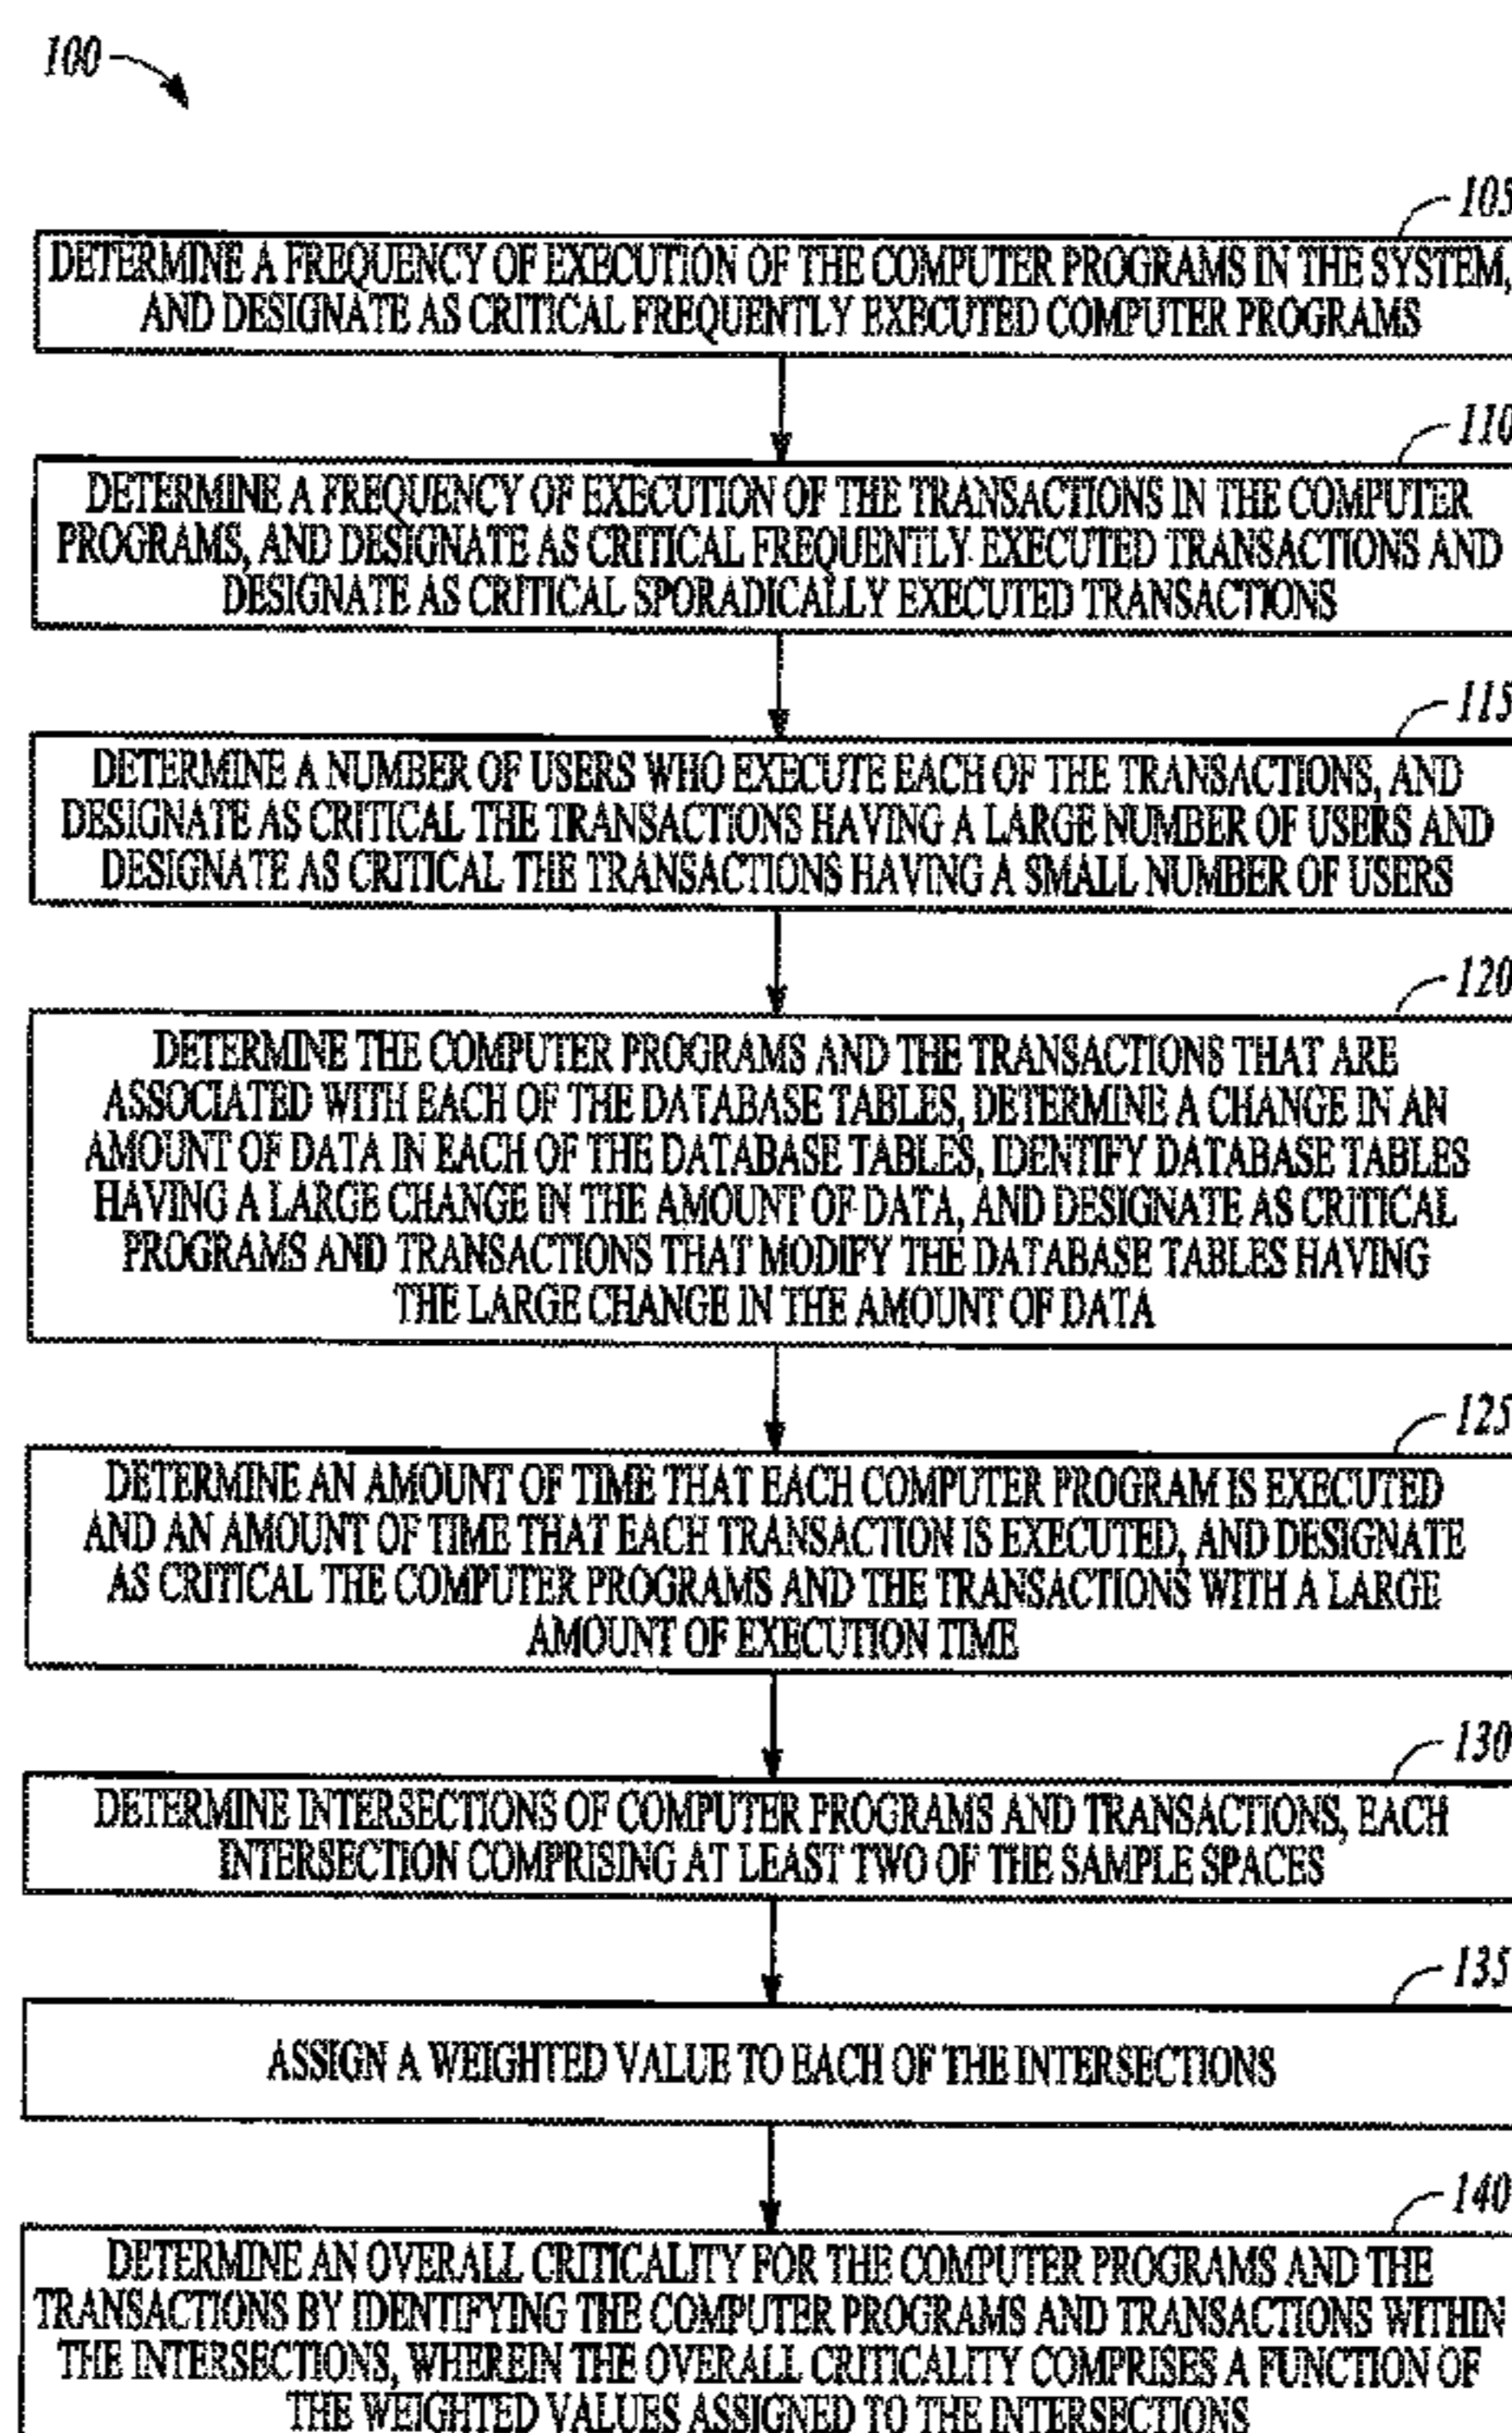 100
105
DETERMINE A FREQUENCY OF EXECUTION OF THE COMPUTER PROGRAMS IN THE SYSTEM,
AND DESIGNATE AS CRITICAL FREQUENTLY EXECUTED COMPUTER PROGRAMS
110
DETERMINE A FREQUENCY OF EXECUTION OF THE TRANSACTIONS IN THE COMPUTER
PROGRAMS, AND DESIGNATE AS CRITICAL FREQUENTLY EXECUTED TRANSACTIONS AND
DESIGNATE AS CRITICAL SPORADICALLY EXECUTED TRANSACTIONS
115
DETERMINE A NUMBER OF USERS WHO EXECUTE EACH OF THE TRANSACTIONS, AND
DESIGNATE AS CRITICAL THE TRANSACTIONS HAVING A LARGE NUMBER OF USERS AND
DESIGNATE AS CRITICAL THE TRANSACTIONS HAVING A SMALL NUMBER OF USERS
120
DETERMINE THE COMPUTER PROGRAMS AND THE TRANSACTIONS THAT ARE
ASSOCIATED WITH EACH OF THE DATABASE TABLES, DETERMINE A CHANGE IN AN
AMOUNT OF DATA IN EACH OF THE DATABASE TABLES, IDENTIFY DATABASE TABLES
HAVING A LARGE CHANGE IN THE AMOUNT OF DATA, AND DESIGNATE AS CRITICAL
PROGRAMS AND TRANSACTIONS THAT MODIFY THE DATABASE TABLES HAVING
THE LARGE CHANGE IN THE AMOUNT OF DATA
125
DETERMINE AN AMOUNT OF TIME THAT EACH COMPUTER PROGRAM IS EXECUTED
AND AN AMOUNT OF TIME THAT EACH TRANSACTION IS EXECUTED, AND DESIGNATE
AS CRITICAL THE COMPUTER PROGRAMS AND THE TRANSACTIONS WITH A LARGE
AMOUNT OF EXECUTION TIME
130
DETERMINE INTERSECTIONS OF COMPUTER PROGRAMS AND TRANSACTIONS, EACH
INTERSECTION COMPRISING AT LEAST TWO OF THE SAMPLE SPACES
135
ASSIGN A WEIGHTED VALUE TO EACH OF THE INTERSECTIONS
140
DETERMINE AN OVERALL CRITICALITY FOR THE COMPUTER PROGRAMS AND THE
TRANSACTIONS BY IDENTIFYING THE COMPUTER PROGRAMS AND TRANSACTIONS WITHIN
THE INTERSECTIONS, WHEREIN THE OVERALL CRITICALITY COMPRISES A FUNCTION OF
THE WEIGHTED VALUES ASSIGNED TO THE INTERSECTIONS